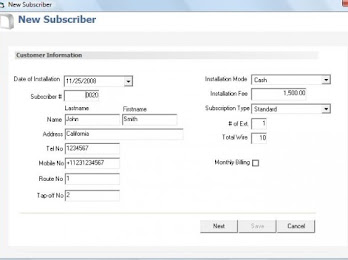 New Subscriber
New Subscriber
Customer Information
Date of Installation 11/25/2008
Installation Mode Cash
Subscriber # 0020
Installation Fee 1,500.00
Lastname Firstname
Subscription Type Standard
Name John Smith
# of Ext. 1
Address California
Total Wire 10
Tel No 1234567
Mobile No +11231234567
Monthly Billing
Route No 1
Tap-off No 2
Next Save Cancel